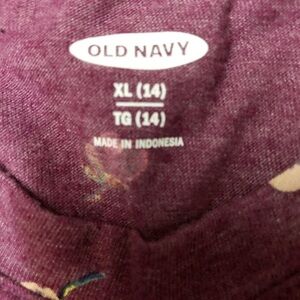 OLD NAVY
XL (14)
TG (14)
MADE IN INDONESIA